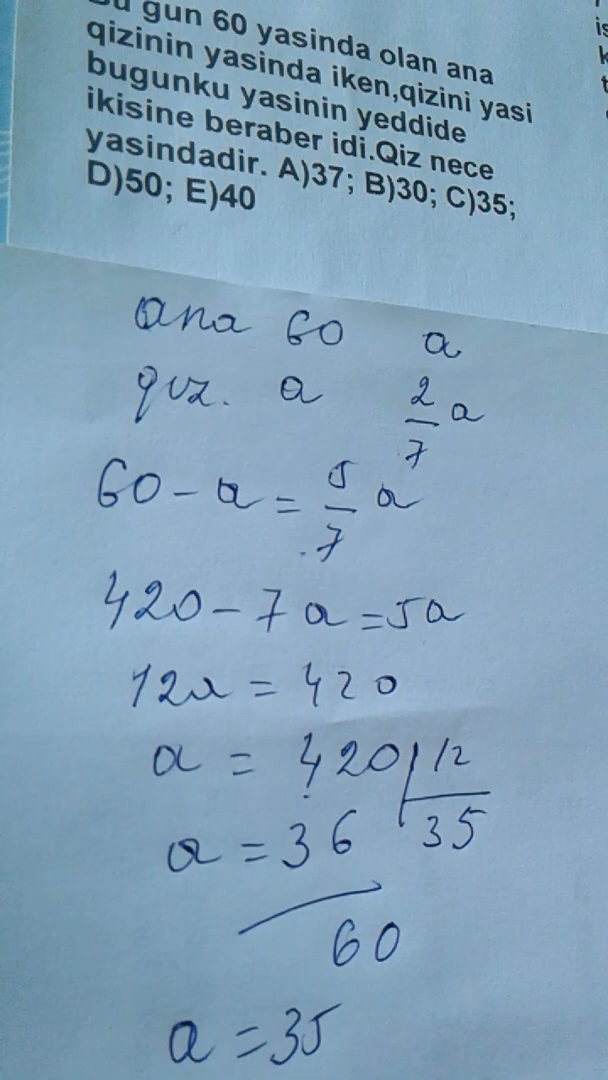 gun 60 yasinda olan ana
qizinin yasinda iken,qizini yasi
bugunku yasinin yeddide
ikisine beraber idi.Qiz nece
yasindadir. A)37; B)30; C)35;
D)50; E)40
ana 60 a
qız. a 2/7 a
60 - a = 5/7 a
420 - 7a = 5a
12a = 420
a = 420 | 12
a = 36 35
60
a = 35